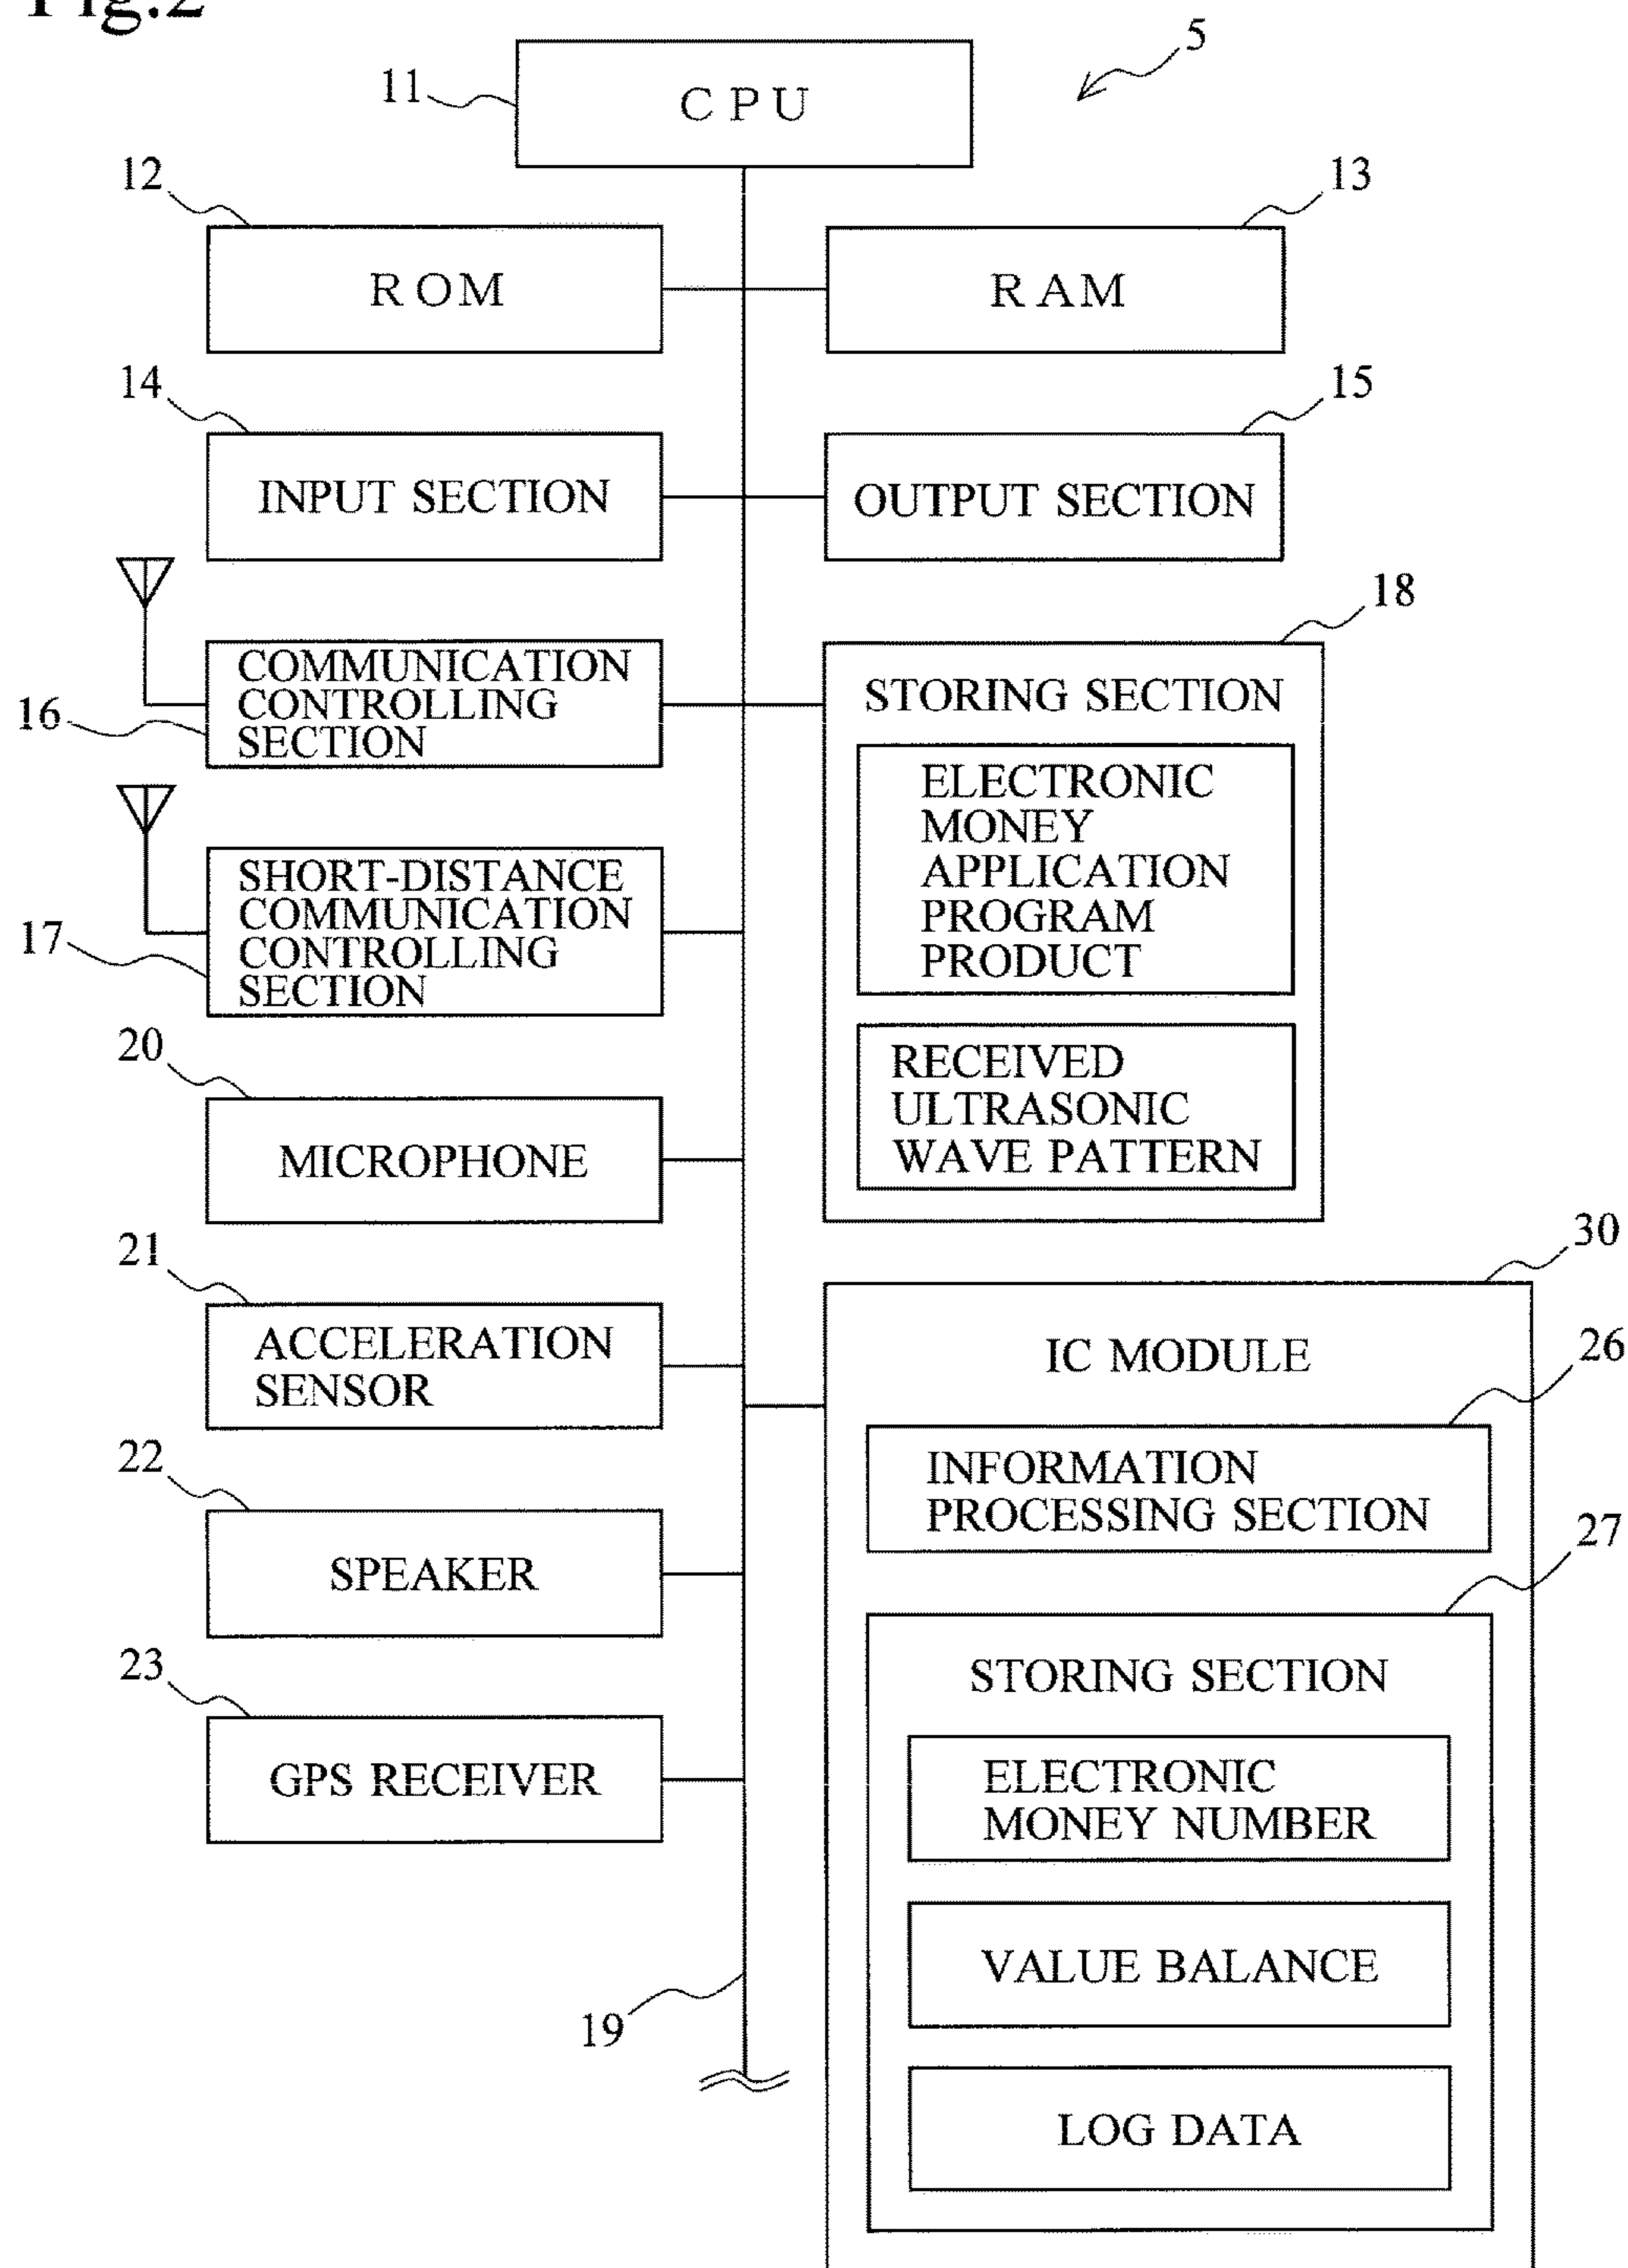 Fig.2
5
11
CPU
12
13
ROM
RAM
14
15
INPUT SECTION
OUTPUT SECTION
16
COMMUNICATION
CONTROLLING
SECTION
18
STORING SECTION
ELECTRONIC
MONEY
APPLICATION
PROGRAM
PRODUCT
RECEIVED
ULTRASONIC
WAVE PATTERN
17
SHORT-DISTANCE
COMMUNICATION
CONTROLLING
SECTION
20
MICROPHONE
21
ACCELERATION
SENSOR
22
SPEAKER
23
GPS RECEIVER
19
30
IC MODULE
26
INFORMATION
PROCESSING SECTION
27
STORING SECTION
ELECTRONIC
MONEY NUMBER
VALUE BALANCE
LOG DATA